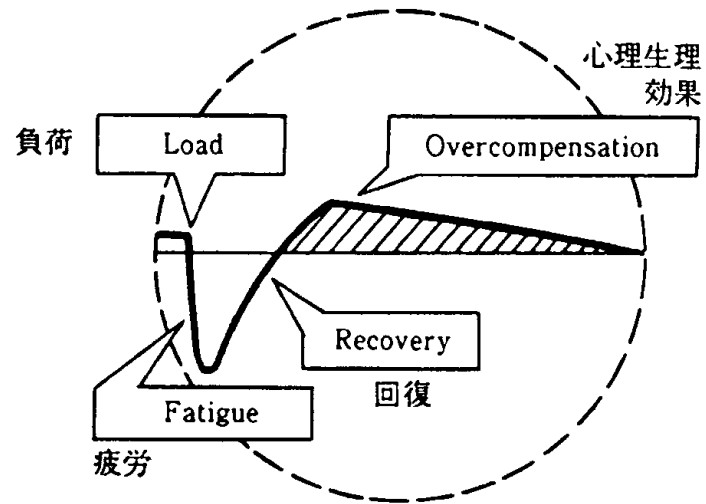 心理生理
効果
負荷
Load
Overcompensation
Recovery
回復
Fatigue
疲労